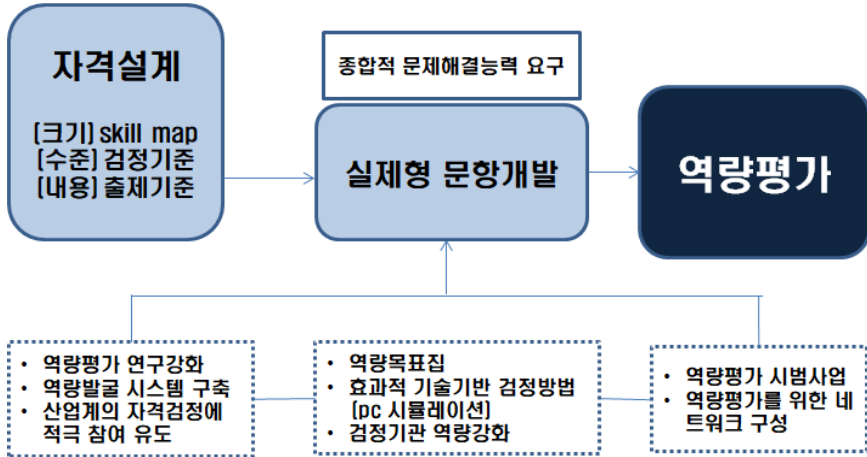 자격설계
[크기] skill map
[수준] 검정기준
[내용] 출제기준
종합적 문제해결능력 요구
실제형 문항개발
역량평가
• 역량평가 연구강화
• 역량발굴 시스템 구축
• 산업계의 자격검정에
적극 참여 유도
• 역량목표집
• 효과적 기술기반 검정방법
[pc 시뮬레이션]
• 검정기관 역량강화
• 역량평가 시범사업
• 역량평가를 위한 네
트워크 구성